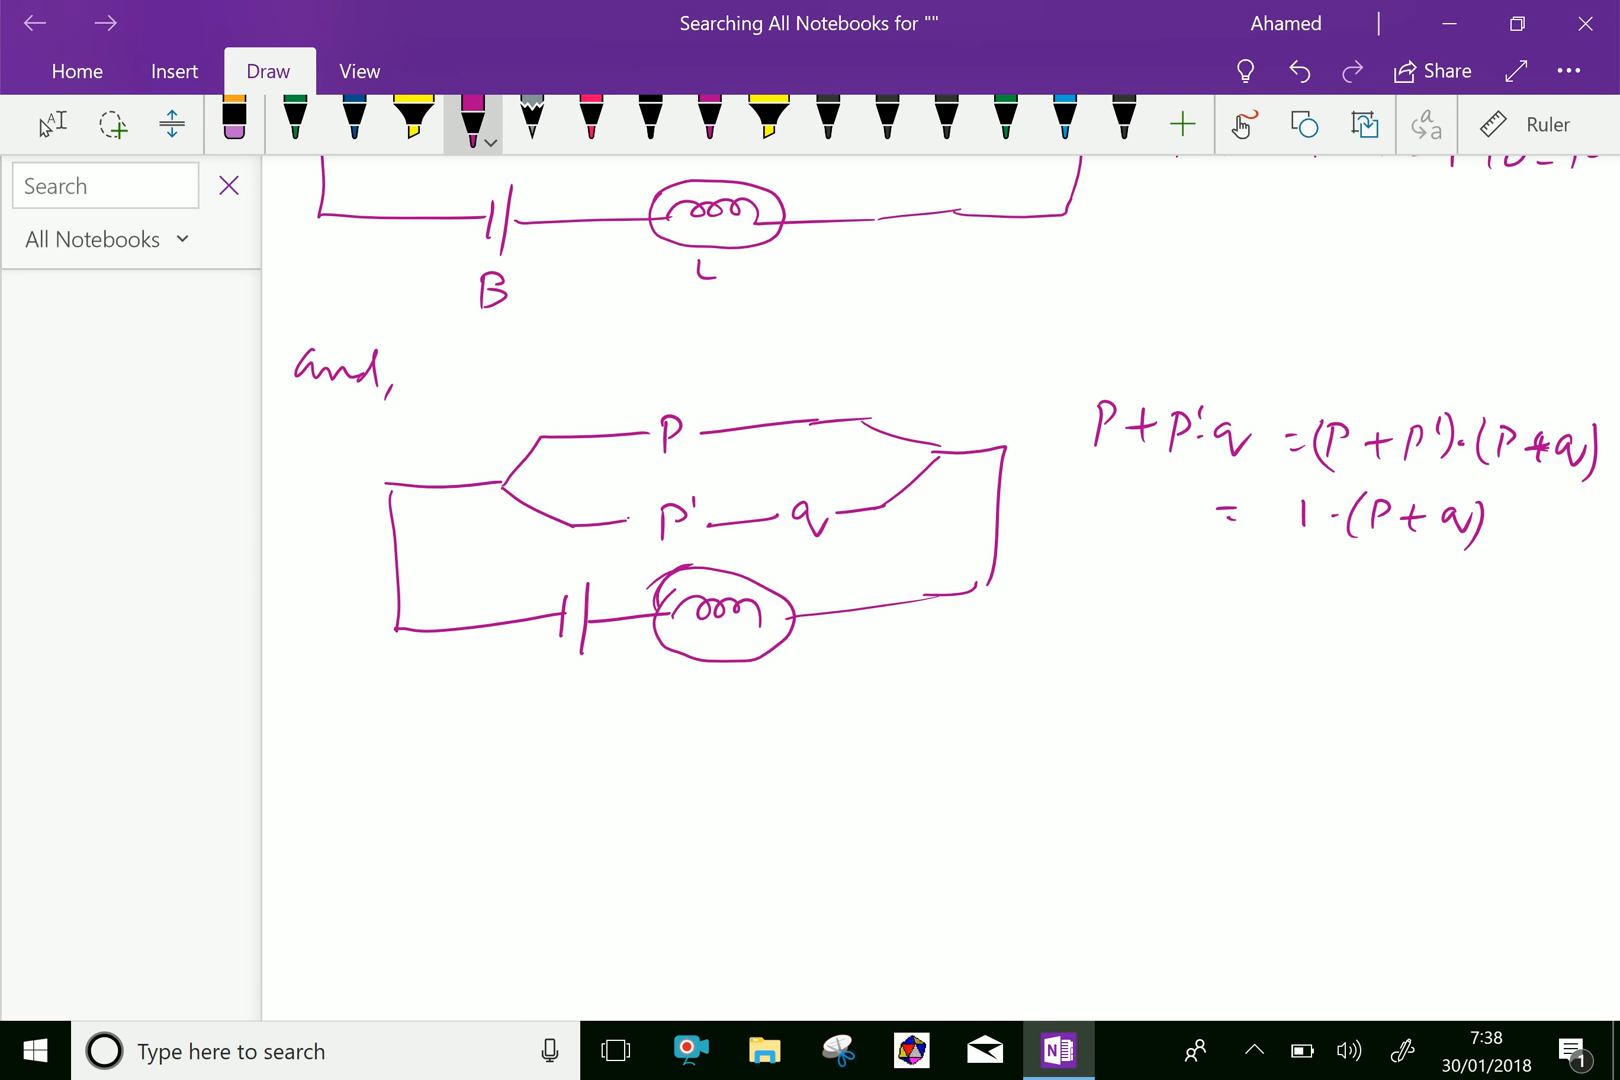 Searching All Notebooks for ""
Ahamed
Home Insert Draw View
Share
Ruler
Search
All Notebooks
B
L
and,
P
p' q
P + p'.q = (P + P').(P + q)
= 1.(P + q)
Type here to search
7:38
30/01/2018
1